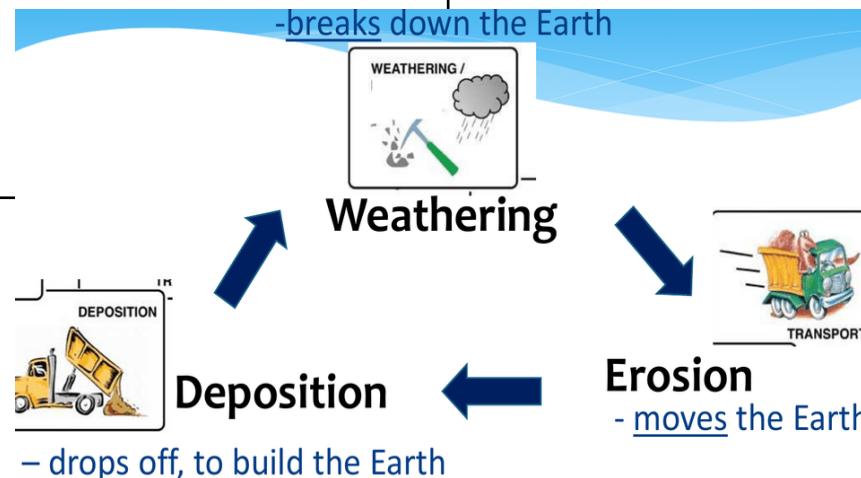 -breaks down the Earth
WEATHERING /
Weathering
TRANSPORT
Erosion
- moves the Earth
DEPOSITION
Deposition
– drops off, to build the Earth